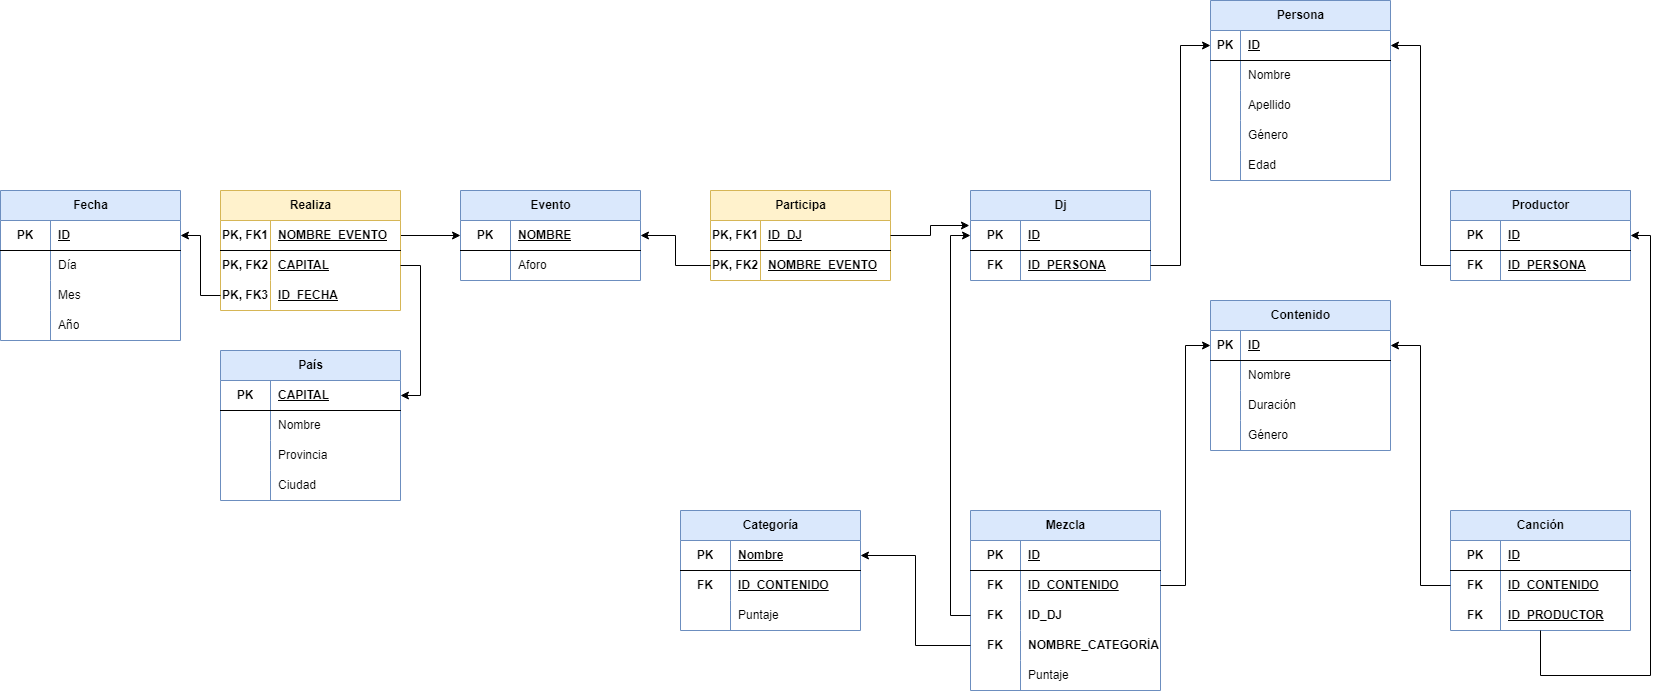 Persona
PK ID
Nombre
Apellido
Género
Edad
Fecha
PK ID
Día
Mes
Año
Realiza
PK, FK1 NOMBRE_EVENTO
PK, FK2 CAPITAL
PK, FK3 ID_FECHA
Evento
PK NOMBRE
Aforo
Participa
PK, FK1 ID_DJ
PK, FK2 NOMBRE_EVENTO
Dj
PK ID
FK ID_PERSONA
Productor
PK ID
FK ID_PERSONA
País
PK CAPITAL
Nombre
Provincia
Ciudad
Contenido
PK ID
Nombre
Duración
Género
Categoría
PK Nombre
FK ID_CONTENIDO
Puntaje
Mezcla
PK ID
FK ID_CONTENIDO
FK ID_DJ
FK NOMBRE_CATEGORÍA
Puntaje
Canción
PK ID
FK ID_CONTENIDO
FK ID_PRODUCTOR